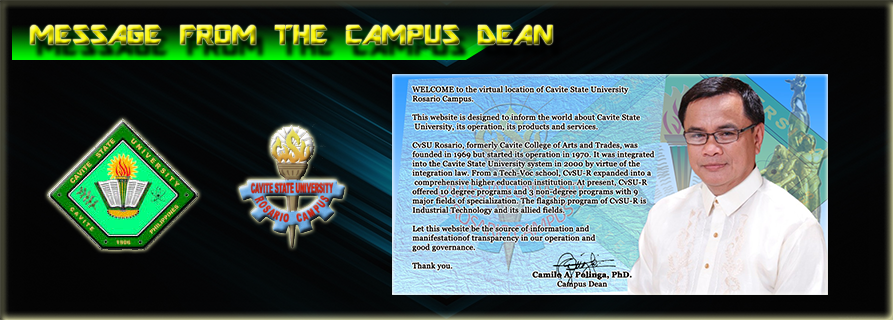 MESSAGE FROM THE CAMPUS DEAN
CAVITE STATE UNIVERSITY
CAVITE PHILIPPINES
1906
CAVITE STATE UNIVERSITY
ROSARIO CAMPUS
WELCOME to the virtual location of Cavite State University
Rosario Campus.
This website is designed to inform the world about Cavite State
University, its operation, its products and services.
CvSU Rosario, formerly Cavite College of Arts and Trades, was
founded in 1969 but started its operation in 1970. It was integrated
into the Cavite State University system in 2000 by virtue of the
integration law. From a Tech-Voc school, CvSU-R expanded into a
comprehensive higher education institution. At present, CvSU-R
offered 10 degree programs and 3 non-degree programs with 9
major fields of specialization. The flagship program of CvSU-R is
Industrial Technology and its allied fields.
Let this website be the source of information and
manifestationof transparency in our operation and
good governance.
Thank you.
Camilo A. Polinga, PhD.
Campus Dean